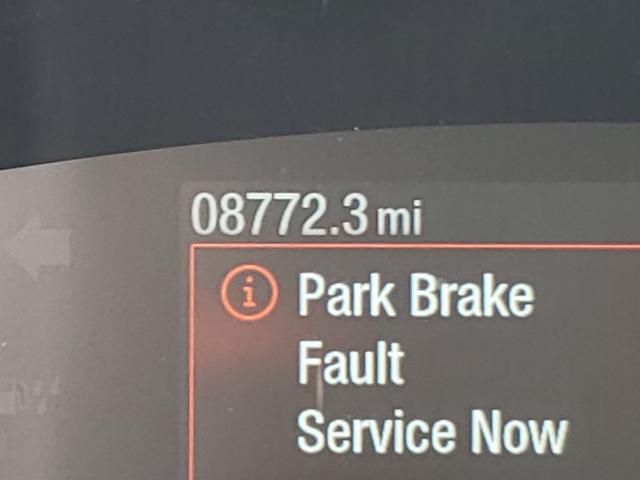 08772.3 mi
Park Brake
Fault
Service Now